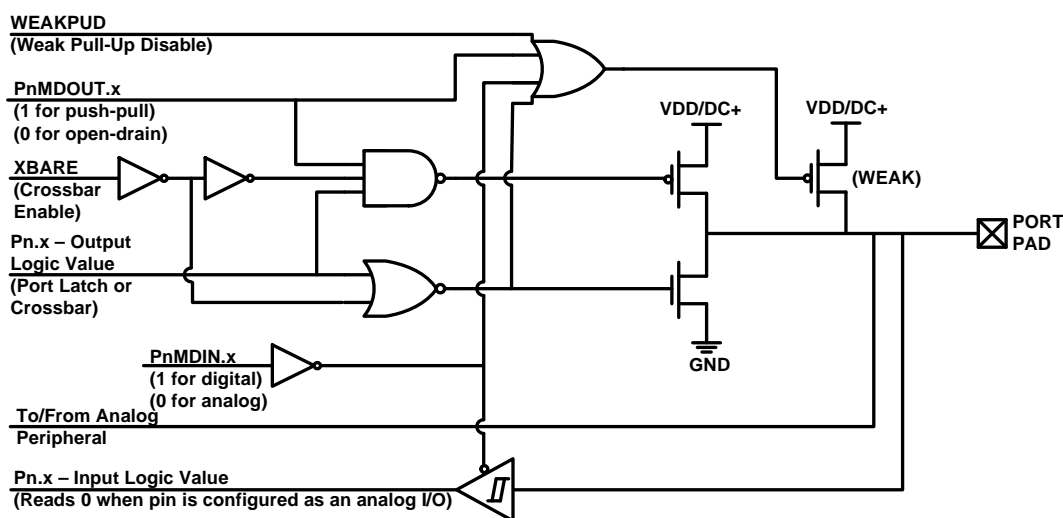 WEAKPUD
(Weak Pull-Up Disable)
PnMDOUT.x
(1 for push-pull)
(0 for open-drain)
XBARE
(Crossbar
Enable)
Pn.x – Output
Logic Value
(Port Latch or
Crossbar)
PnMDIN.x
(1 for digital)
(0 for analog)
To/From Analog
Peripheral
Pn.x – Input Logic Value
(Reads 0 when pin is configured as an analog I/O)
VDD/DC+
VDD/DC+
(WEAK)
PORT
PAD
GND